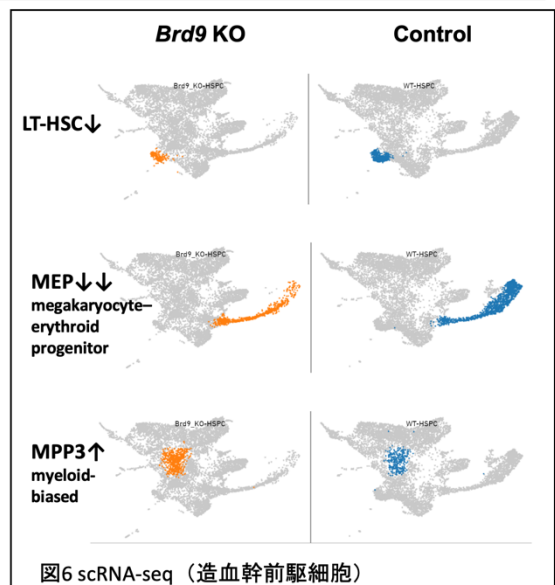 Brd9 KO
Control
LT-HSC↓
Brd9_KO-HSPC
WT-HSPC
MEP↓↓
megakaryocyte–
erythroid
progenitor
Brd9_KO-HSPC
WT-HSPC
MPP3↑
myeloid-
biased
Brd9_KO-HSPC
WT-HSPC
図6 scRNA-seq（造血幹前駆細胞）